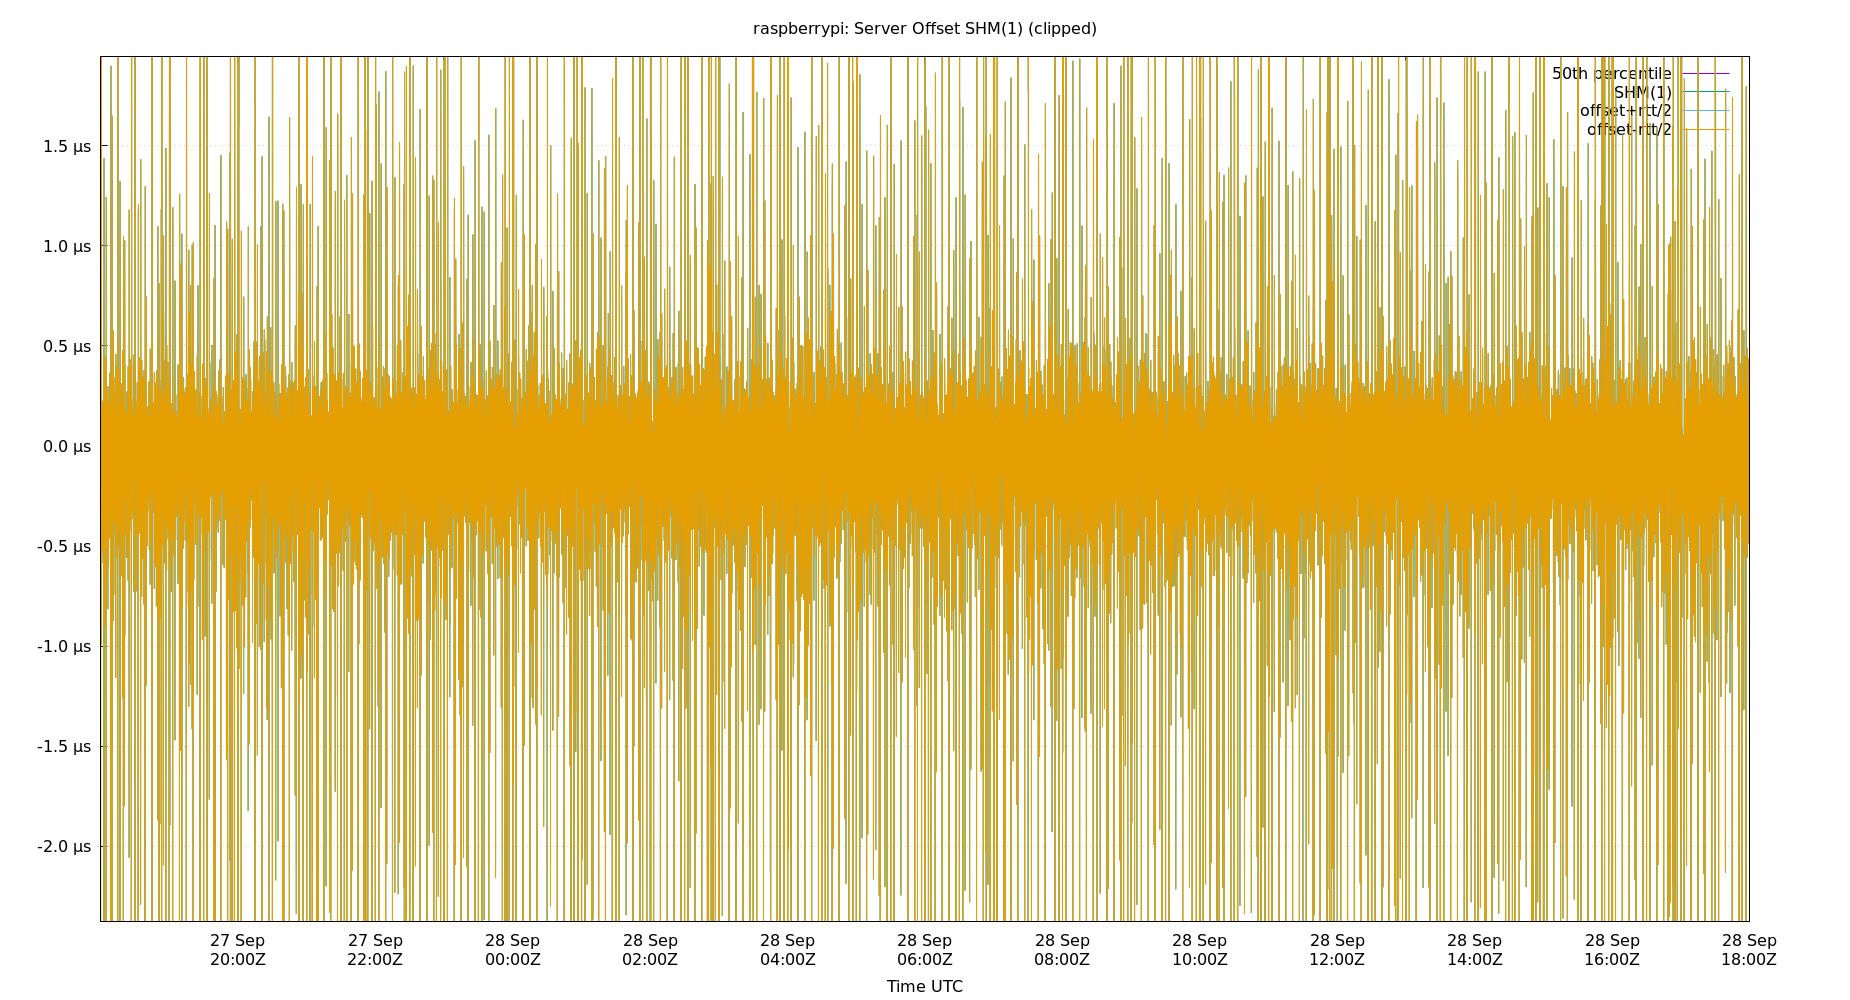 raspberrypi: Server Offset SHM(1) (clipped)
50th percentile
SHM(1)
offset+rtt/2
offset-rtt/2
1.5 µs
1.0 µs
0.5 µs
0.0 µs
-0.5 µs
-1.0 µs
-1.5 µs
-2.0 µs
27 Sep 27 Sep 28 Sep 28 Sep 28 Sep 28 Sep 28 Sep 28 Sep 28 Sep 28 Sep 28 Sep 28 Sep
20:00Z 22:00Z 00:00Z 02:00Z 04:00Z 06:00Z 08:00Z 10:00Z 12:00Z 14:00Z 16:00Z 18:00Z
Time UTC